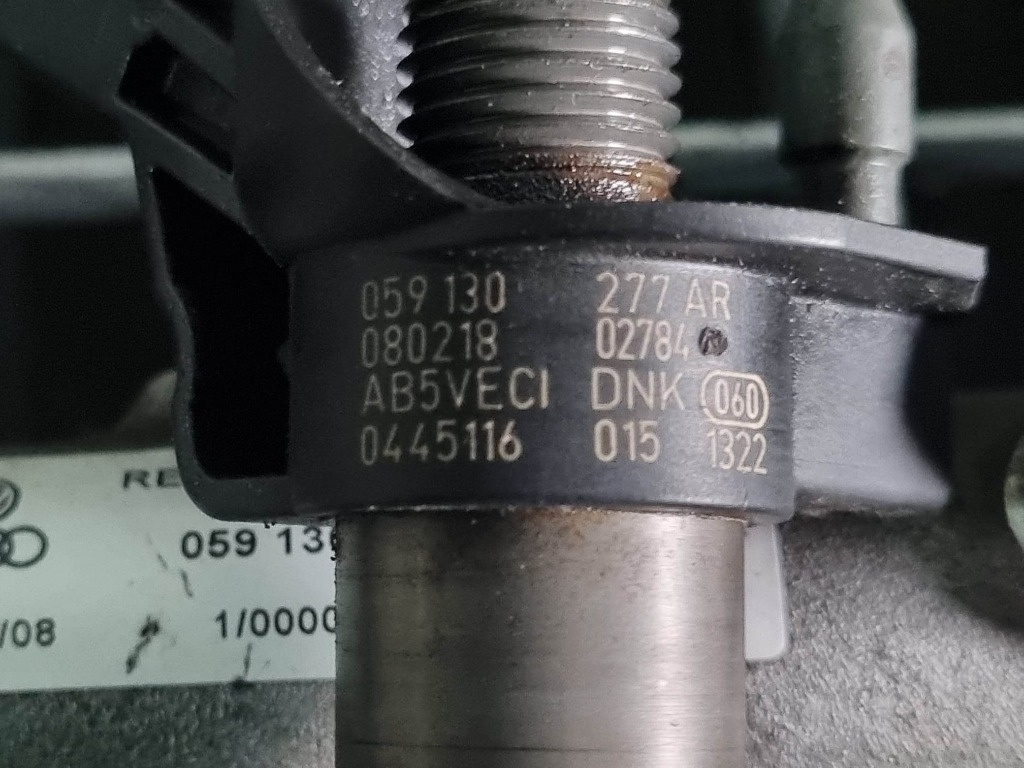 059 130 277 AR
080218 02784
AB5VECI DNK 060
0445116 015 1322
RE
059 13
/08 1/0000